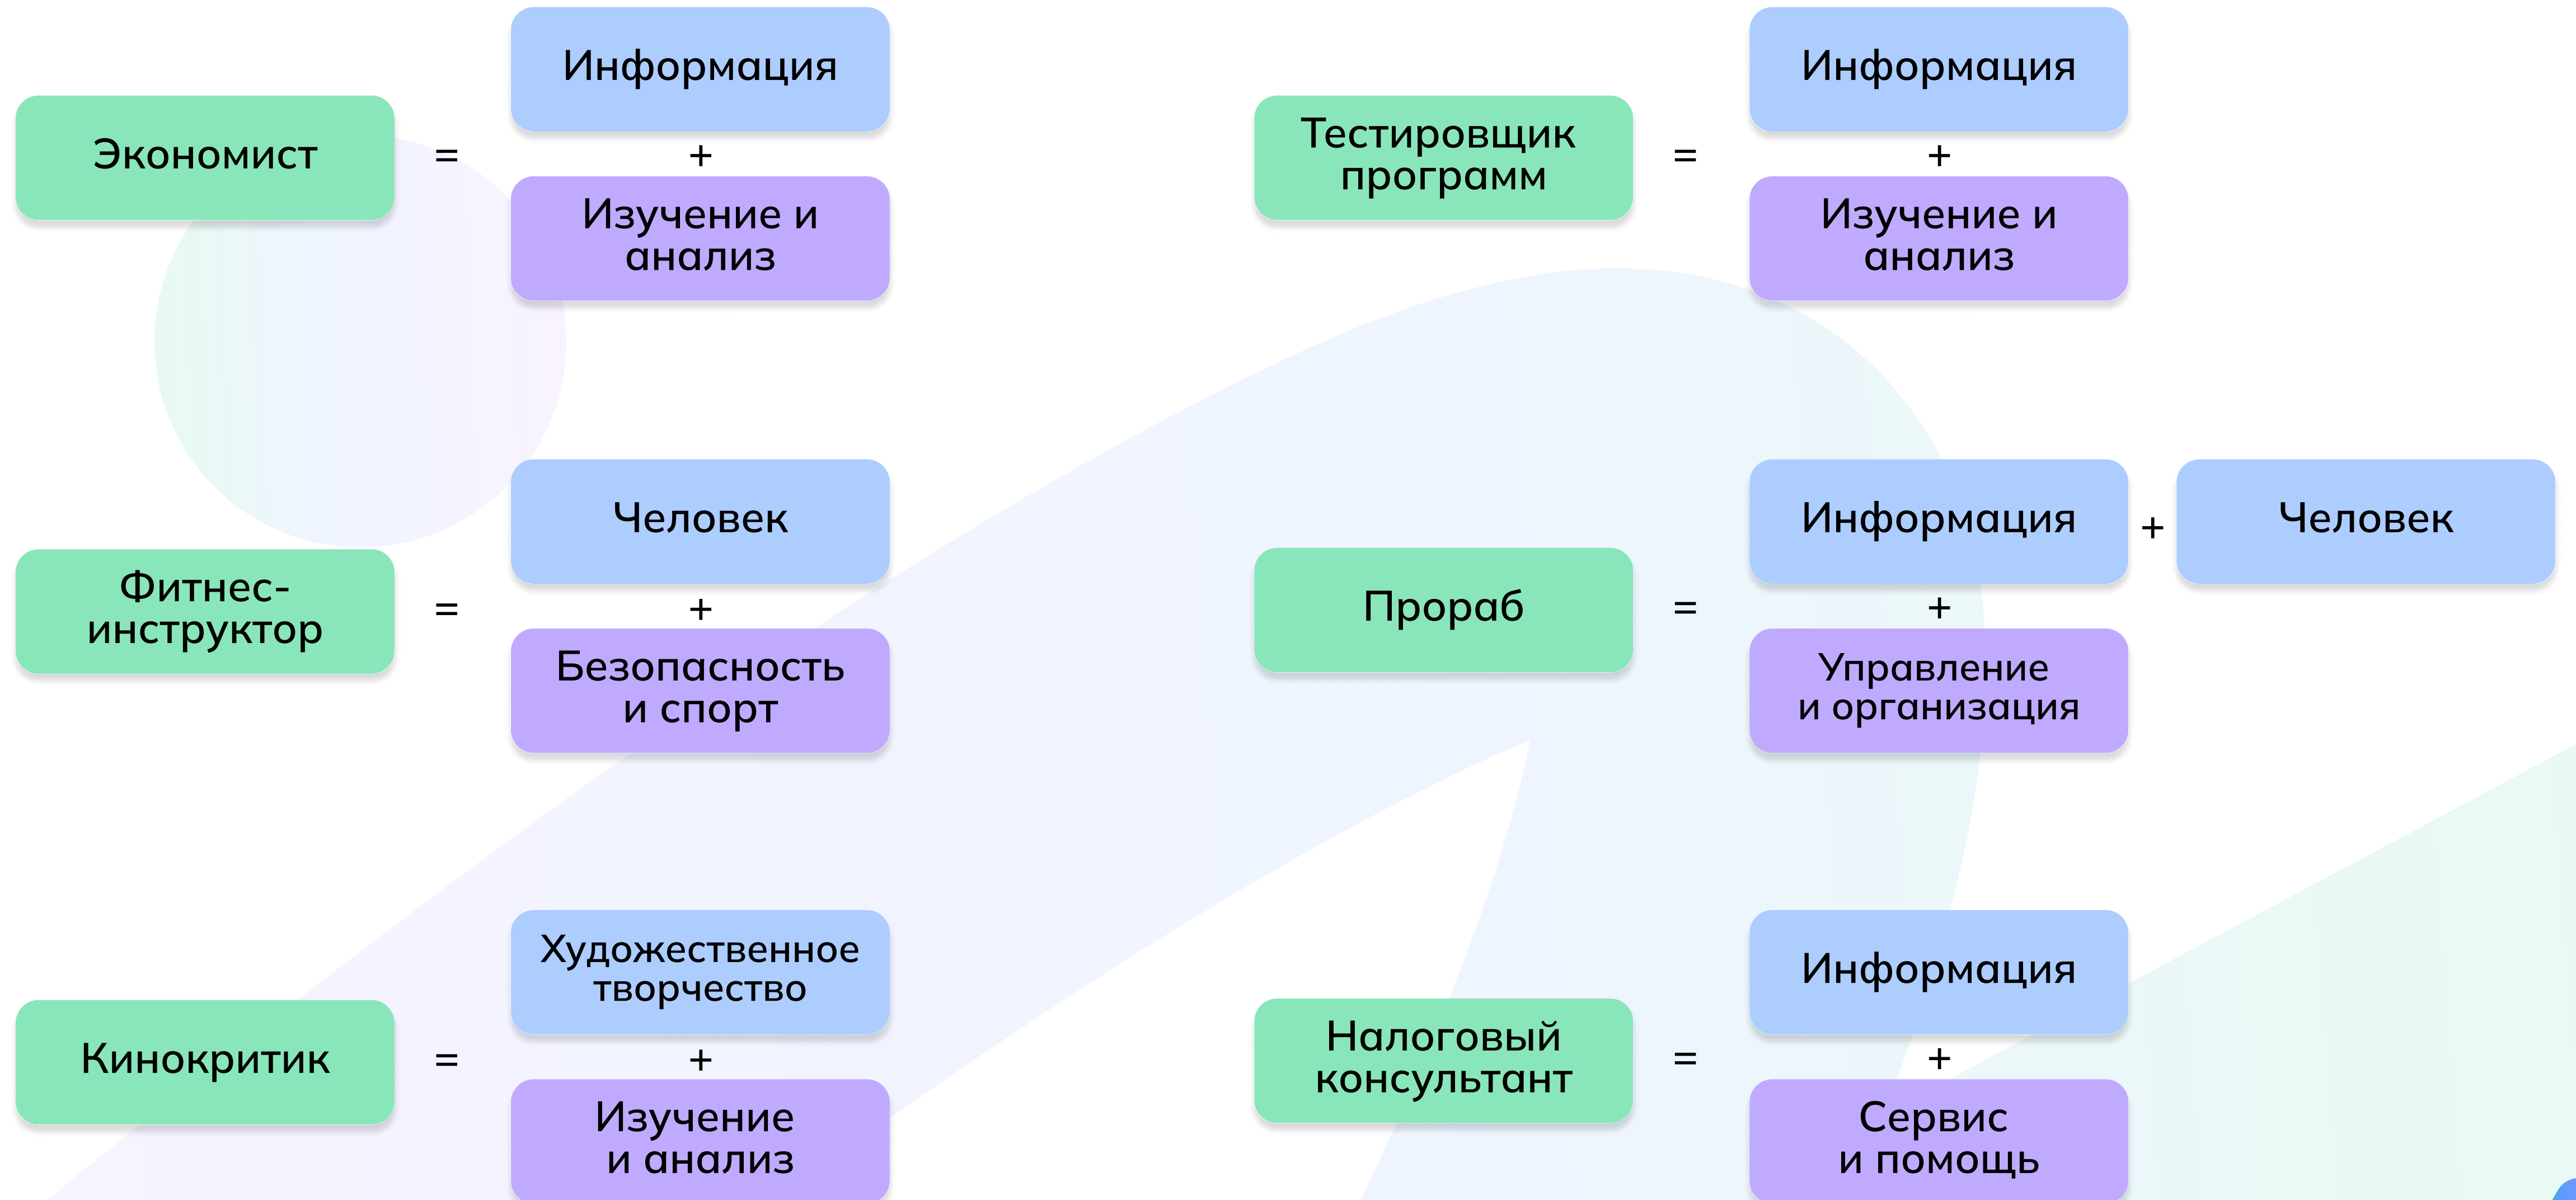 Экономист
=
Информация
+
Изучение и
анализ
Тестировщик
программ
=
Информация
+
Изучение и
анализ
Фитнес-
инструктор
=
Человек
+
Безопасность
и спорт
Прораб
=
Информация + Человек
+
Управление
и организация
Кинокритик
=
Художественное
творчество
+
Изучение
и анализ
Налоговый
консультант
=
Информация
+
Сервис
и помощь